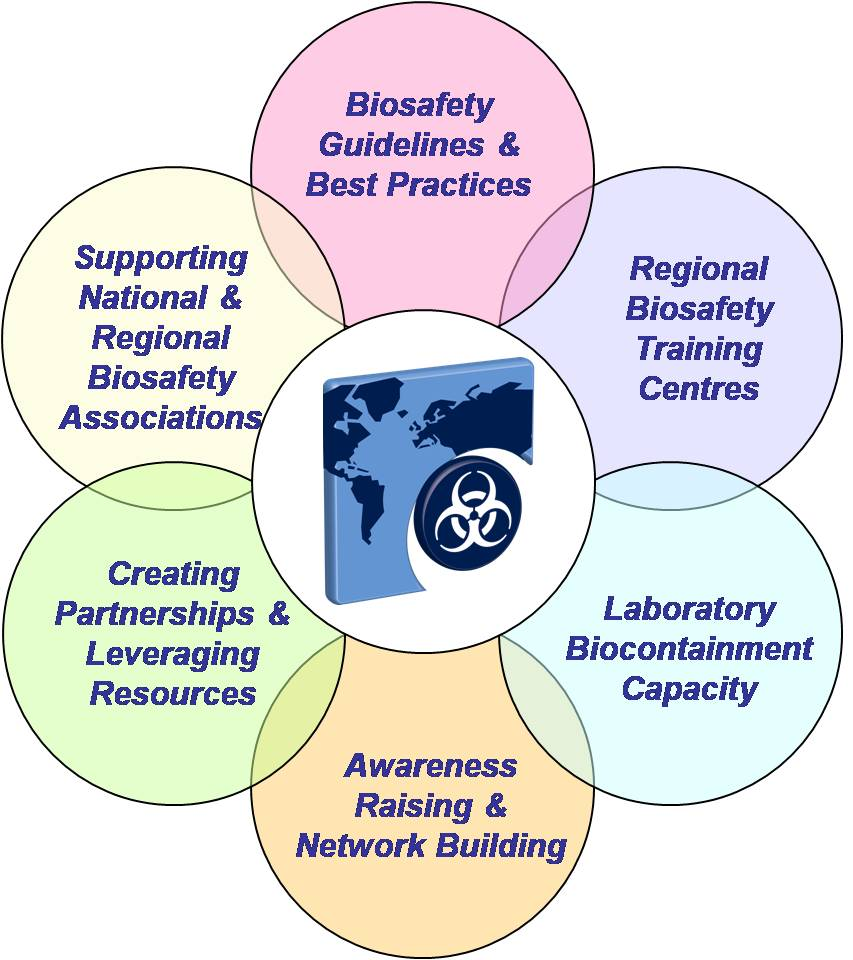 Biosafety
Guidelines &
Best Practices
Regional
Biosafety
Training
Centres
Laboratory
Biocontainment
Capacity
Awareness
Raising &
Network Building
Creating
Partnerships &
Leveraging
Resources
Supporting
National &
Regional
Biosafety
Associations